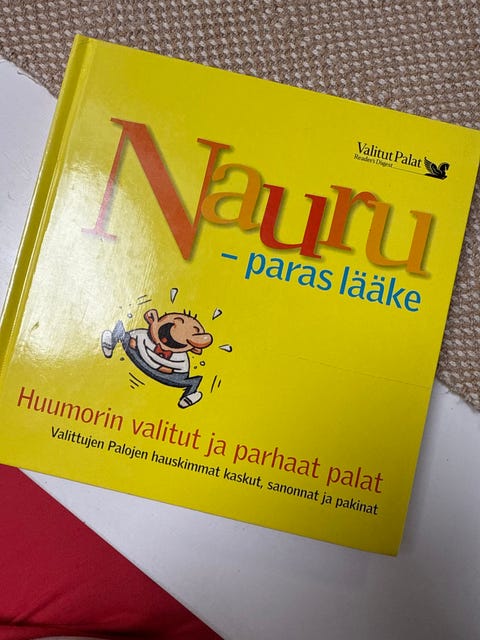 Valitut Palat
Reader's Digest
Nauru
– paras lääke
Huumorin valitut ja parhaat palat
Valittujen Palojen hauskimmat kaskut, sanonnat ja pakinat